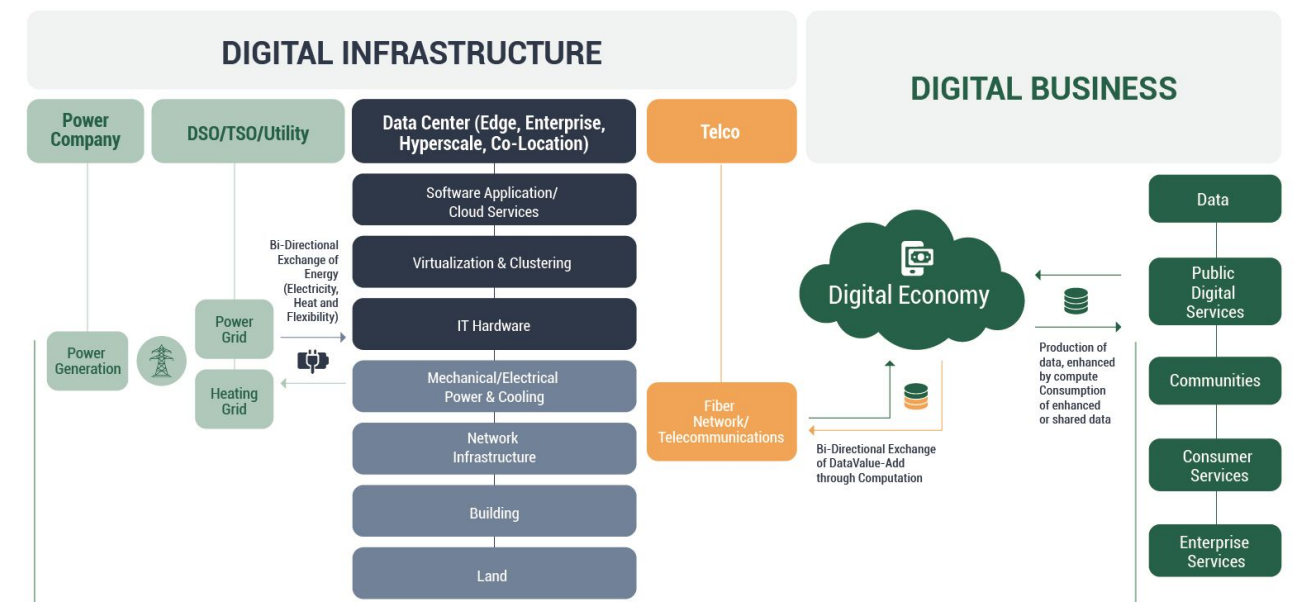 DIGITAL INFRASTRUCTURE
DIGITAL BUSINESS
Power
Company
DSO/TSO/Utility
Data Center (Edge, Enterprise,
Hyperscale, Co-Location)
Telco
Software Application/
Cloud Services
Virtualization & Clustering
IT Hardware
Mechanical/Electrical
Power & Cooling
Network
Infrastructure
Building
Land
Bi-Directional
Exchange of
Energy
(Electricity,
Heat and
Flexibility)
Power
Grid
Power
Generation
Heating
Grid
Fiber
Network/
Telecommunications
Digital Economy
Bi-Directional Exchange
of DataValue-Add
through Computation
Production of
data, enhanced
by compute
Consumption
of enhanced
or shared data
Data
Public
Digital
Services
Communities
Consumer
Services
Enterprise
Services